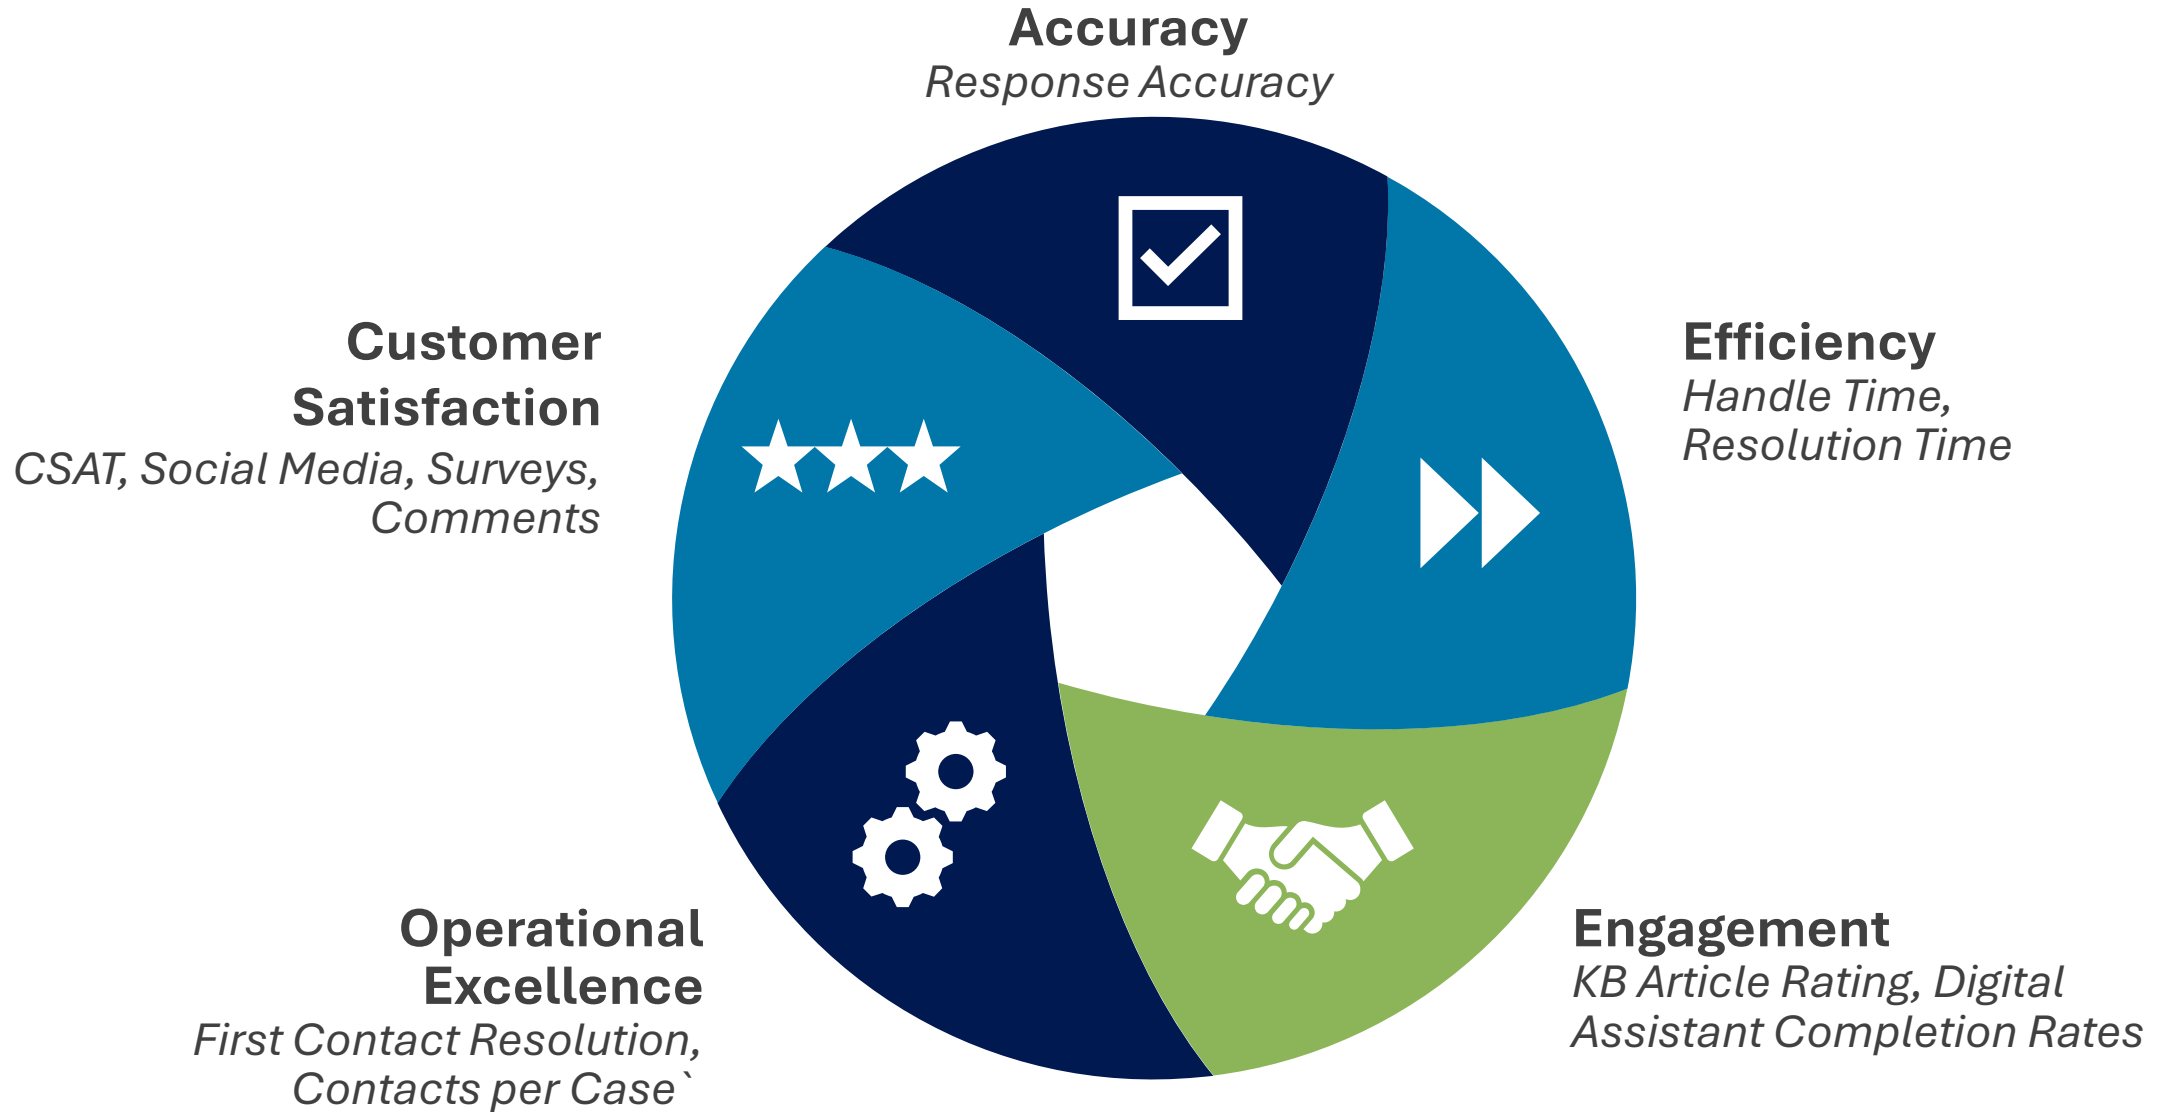 Accuracy
Response Accuracy
Customer
Satisfaction
CSAT, Social Media, Surveys,
Comments
Efficiency
Handle Time,
Resolution Time
Operational
Excellence
First Contact Resolution,
Contacts per Case`
Engagement
KB Article Rating, Digital
Assistant Completion Rates